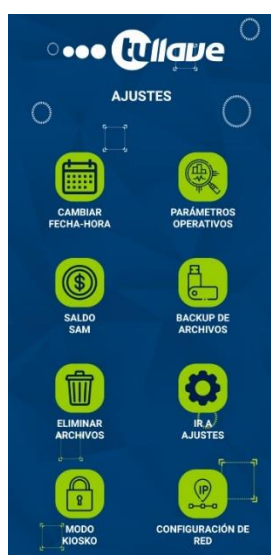 tullave
AJUSTES
CAMBIAR
FECHA-HORA
PARÁMETROS
OPERATIVOS
SALDO
SAM
BACKUP DE
ARCHIVOS
ELIMINAR
ARCHIVOS
IR A
AJUSTES
MODO
KIOSKO
IP
CONFIGURACIÓN DE
RED